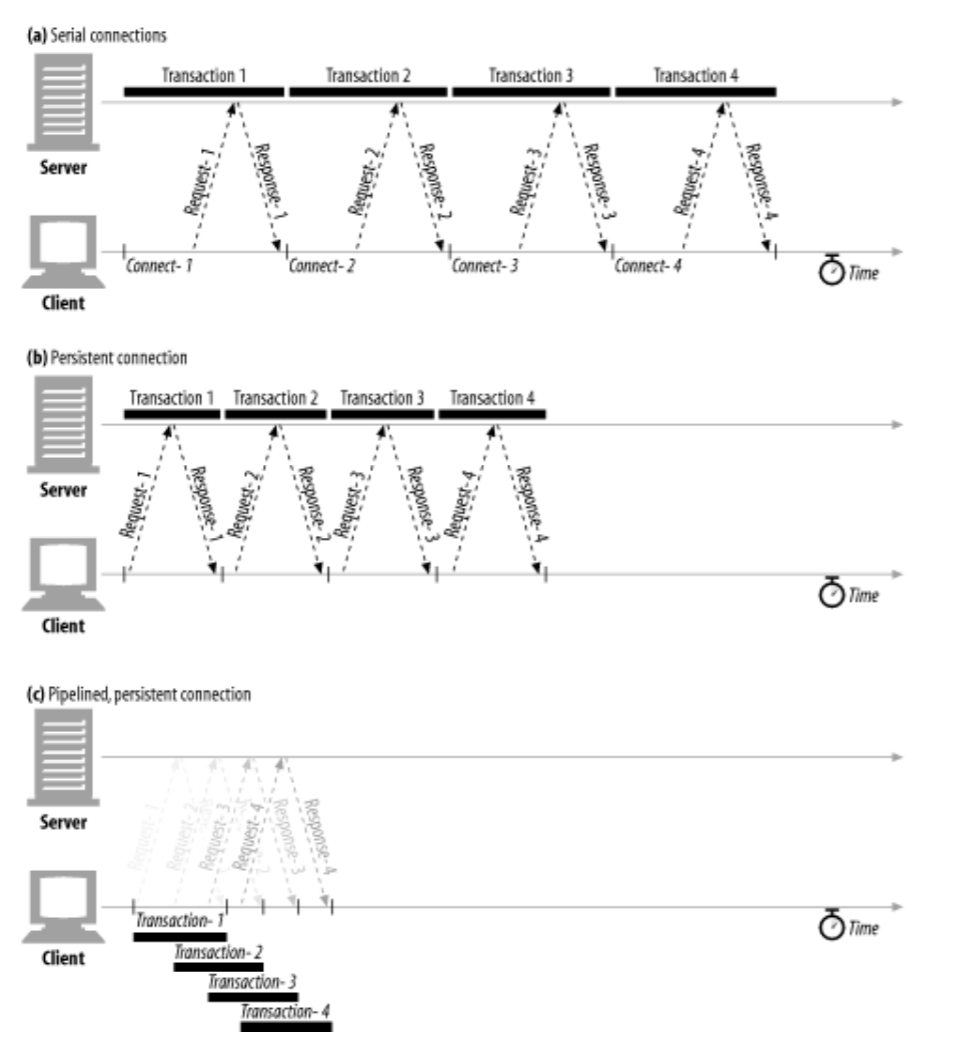 (a) Serial connections
Transaction 1 Transaction 2 Transaction 3 Transaction 4
Request- 1 Response- 1 Request- 2 Response- 2 Request- 3 Response- 3 Request- 4 Response- 4
Server
Connect- 1 Connect- 2 Connect- 3 Connect- 4 Time
Client
(b) Persistent connection
Transaction 1 Transaction 2 Transaction 3 Transaction 4
Request- 1 Response- 1 Request- 2 Response- 2 Request- 3 Response- 3 Request- 4 Response- 4
Server
Time
Client
(c) Pipelined, persistent connection
Request- 1 Request- 2 Request- 3 Request- 4 Response- 3 Response- 4
Server
Transaction- 1
Time
Client
Transaction- 2
Transaction- 3
Transaction- 4